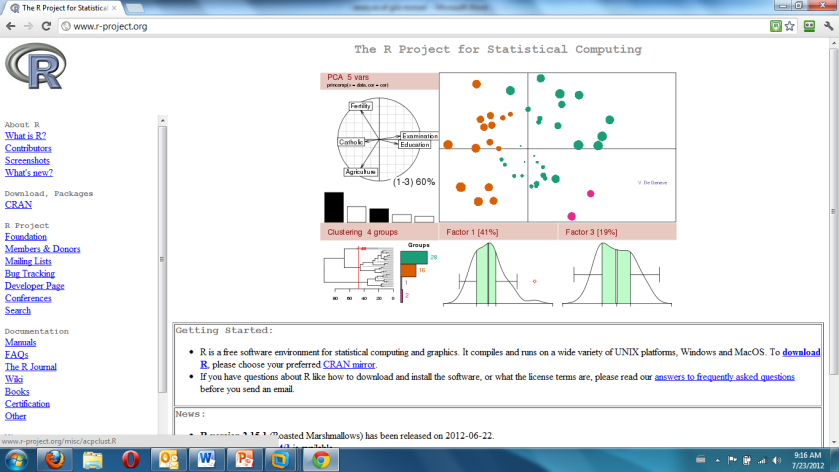 The R Project for Statistical
www.r-project.org
The R Project for Statistical Computing
R
About R
What is R?
Contributors
Screenshots
What's new?
Download, Packages
CRAN
R Project
Foundation
Members & Donors
Mailing Lists
Bug Tracking
Developer Page
Conferences
Search
Documentation
Manuals
FAQs
The R Journal
Wiki
Books
Certification
Other
PCA 5 vars
princomp(x = data, cor = cor)
Fertility
Catholic
Examination
Education
Agriculture
(1-3) 60%
V. De Geneve
Clustering 4 groups
Factor 1 [41%]
Factor 3 [19%]
Groups
28
16
1
2
80 60 40 20 0
Getting Started:
R is a free software environment for statistical computing and graphics. It compiles and runs on a wide variety of UNIX platforms, Windows and MacOS. To download
R, please choose your preferred CRAN mirror.
If you have questions about R like how to download and install the software, or what the license terms are, please read our answers to frequently asked questions
before you send an email.
News:
R version 2.15.1 (Roasted Marshmallows) has been released on 2012-06-22.
www.r-project.org/misc/acpclust.R
9:16 AM
7/23/2012